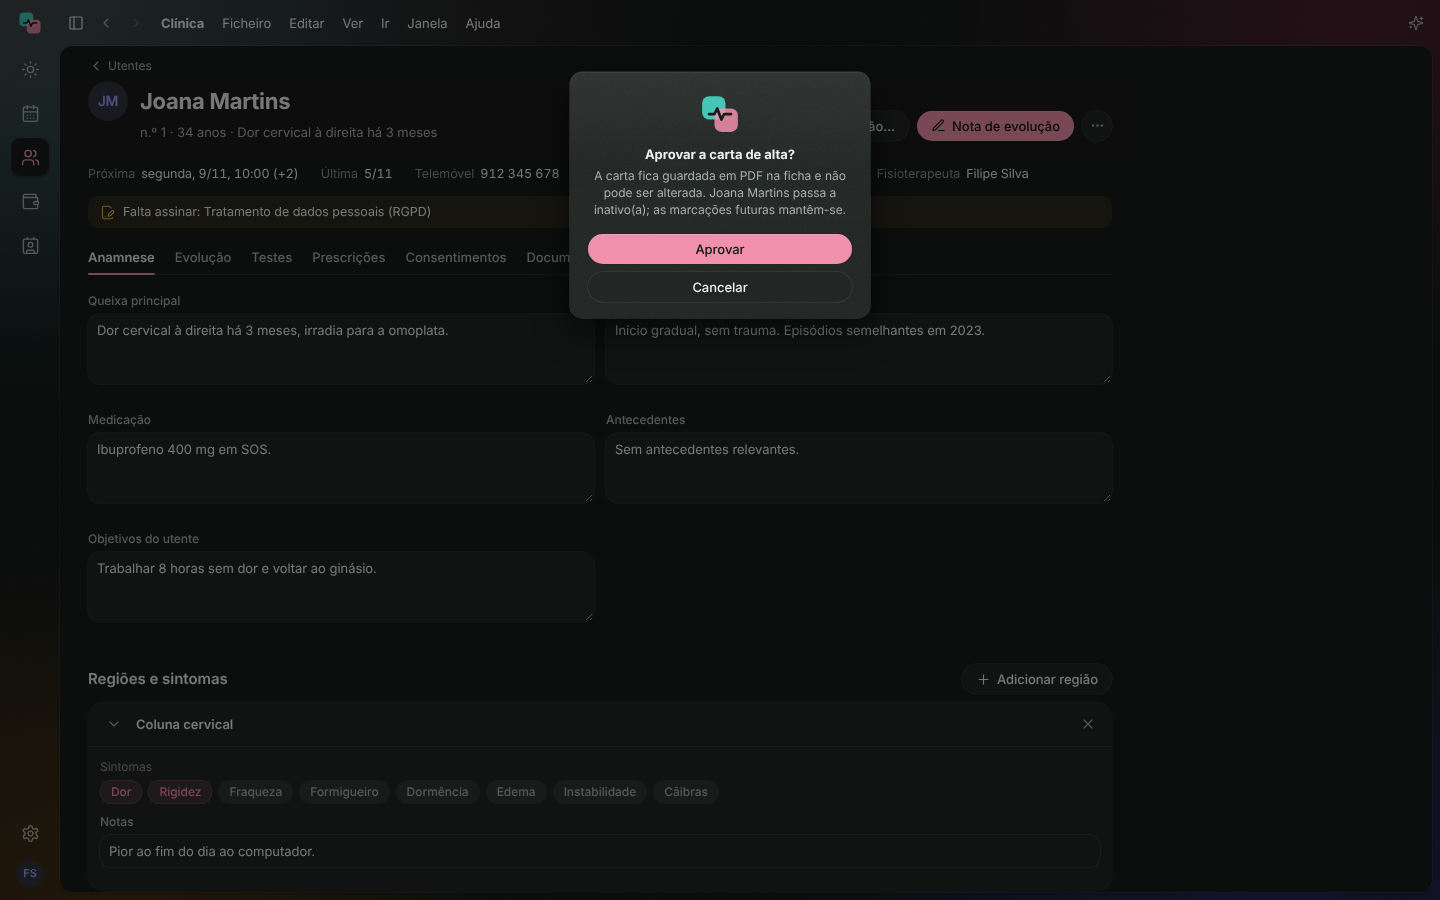 Clínica Ficheiro Editar Ver Ir Janela Ajuda
Utentes
JM Joana Martins
n.º 1 · 34 anos · Dor cervical à direita há 3 meses
Nota de evolução
Próxima segunda, 9/11, 10:00 (+2) Última 5/11 Telemóvel 912 345 678 Fisioterapeuta Filipe Silva
Falta assinar: Tratamento de dados pessoais (RGPD)
Aprovar a carta de alta?
A carta fica guardada em PDF na ficha e não
pode ser alterada. Joana Martins passa a
inativo(a); as marcações futuras mantêm-se.
Aprovar
Cancelar
Anamnese Evolução Testes Prescrições Consentimentos Docum
Queixa principal
Dor cervical à direita há 3 meses, irradia para a omoplata.
Início gradual, sem trauma. Episódios semelhantes em 2023.
Medicação Antecedentes
Ibuprofeno 400 mg em SOS.
Sem antecedentes relevantes.
Objetivos do utente
Trabalhar 8 horas sem dor e voltar ao ginásio.
Regiões e sintomas
Adicionar região
Coluna cervical
Sintomas
Dor Rigidez Fraqueza Formigueiro Dormência Edema Instabilidade Cãibras
Notas
Pior ao fim do dia ao computador.
FS